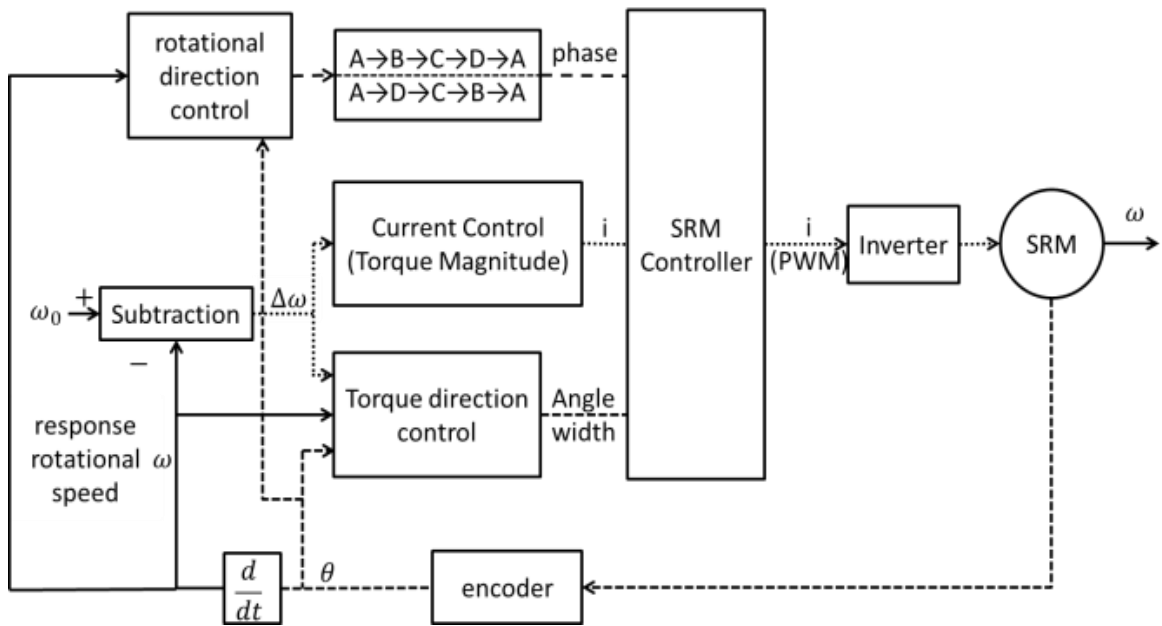 rotational
direction
control
A→B→C→D→A
A→D→C→B→A
phase
Current Control
(Torque Magnitude)
i
SRM
Controller
i
(PWM)
Inverter
SRM
ω
ω₀
+
Subtraction
Δω
−
Torque direction
control
Angle
width
response
rotational ω
speed
d
dt
θ
encoder